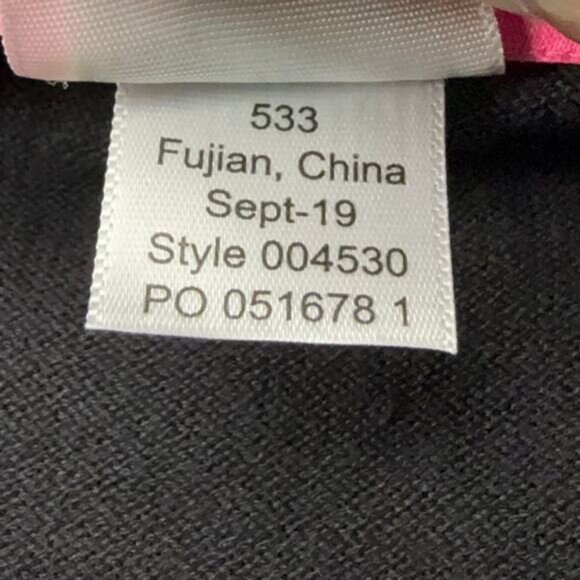 533
Fujian, China
Sept-19
Style 004530
PO 051678 1